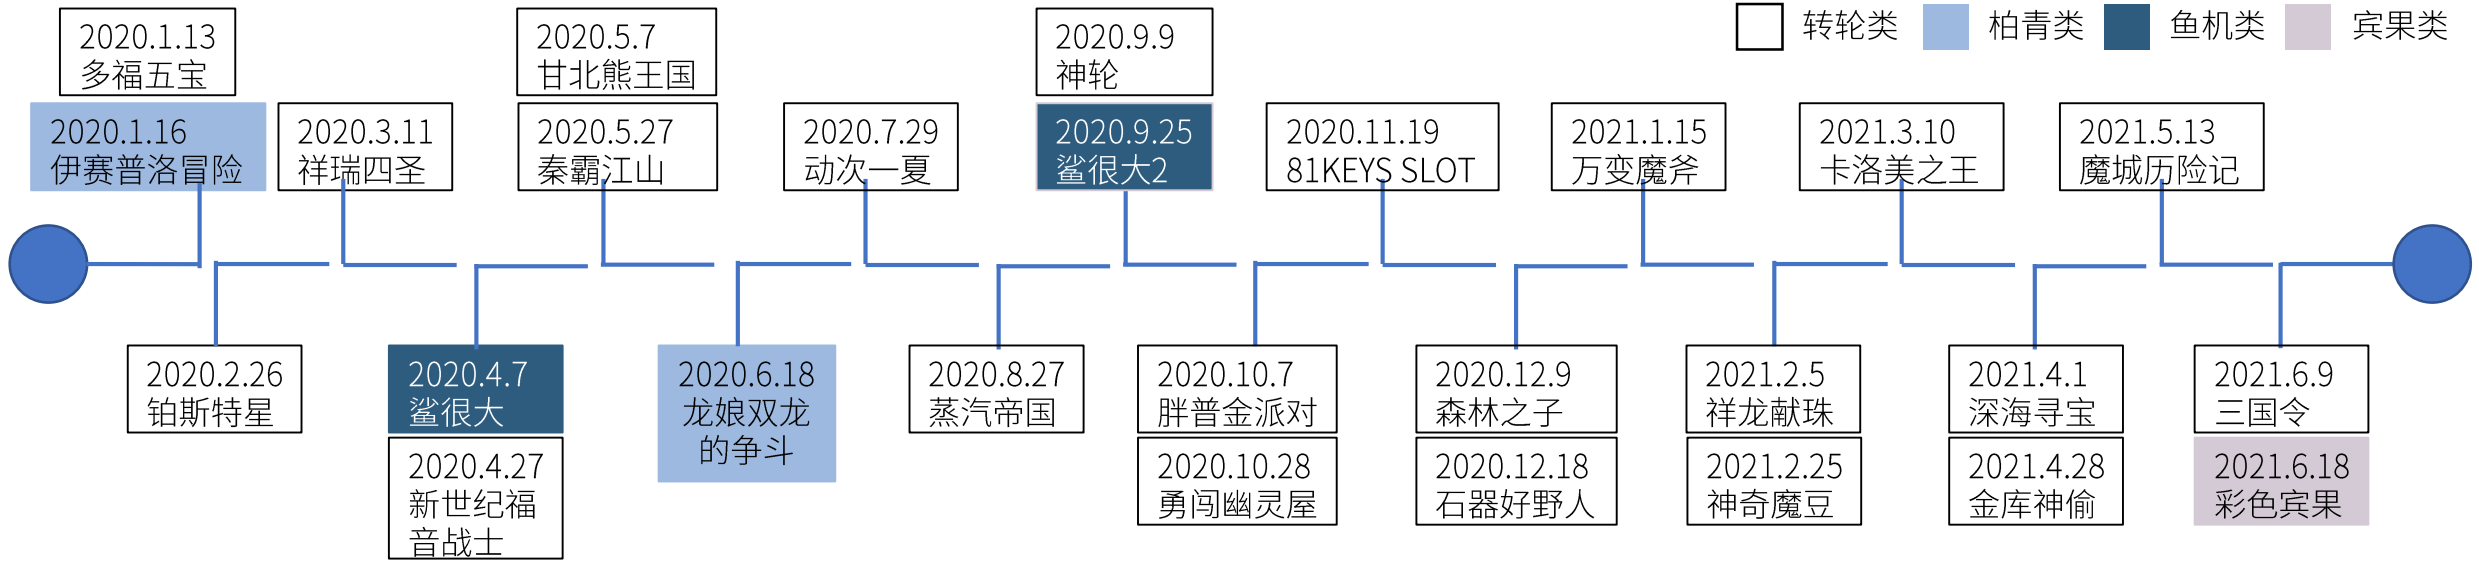 转轮类
柏青类
鱼机类
宾果类
2020.1.13
多福五宝
2020.1.16
伊赛普洛冒险
2020.2.26
铂斯特星
2020.3.11
祥瑞四圣
2020.4.7
鲨很大
2020.4.27
新世纪福
音战士
2020.5.7
甘北熊王国
2020.5.27
秦霸江山
2020.6.18
龙娘双龙
的争斗
2020.7.29
动次一夏
2020.8.27
蒸汽帝国
2020.9.9
神轮
2020.9.25
鲨很大2
2020.10.7
胖普金派对
2020.10.28
勇闯幽灵屋
2020.11.19
81KEYS SLOT
2020.12.9
森林之子
2020.12.18
石器好野人
2021.1.15
万变魔斧
2021.2.5
祥龙献珠
2021.2.25
神奇魔豆
2021.3.10
卡洛美之王
2021.4.1
深海寻宝
2021.4.28
金库神偷
2021.5.13
魔城历险记
2021.6.9
三国令
2021.6.18
彩色宾果